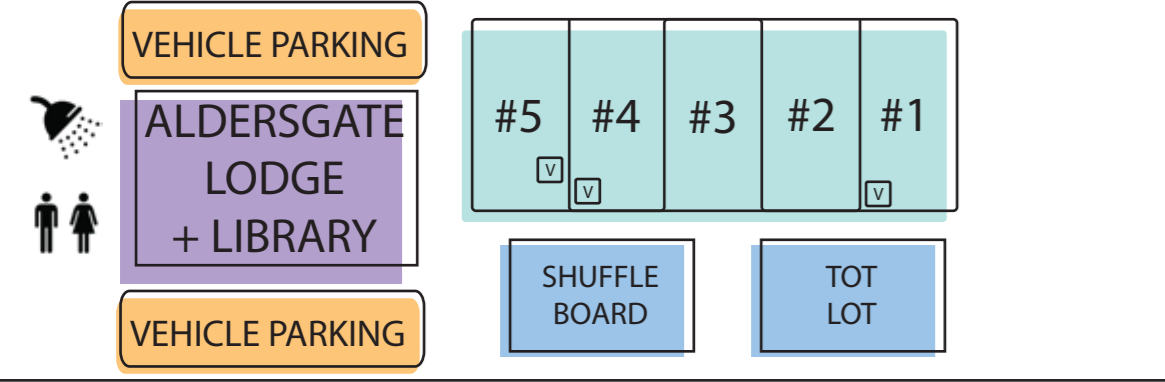 VEHICLE PARKING
ALDERSGATE
LODGE
+ LIBRARY
VEHICLE PARKING
#5 #4 #3 #2 #1
V
V
V
SHUFFLE
BOARD
TOT
LOT